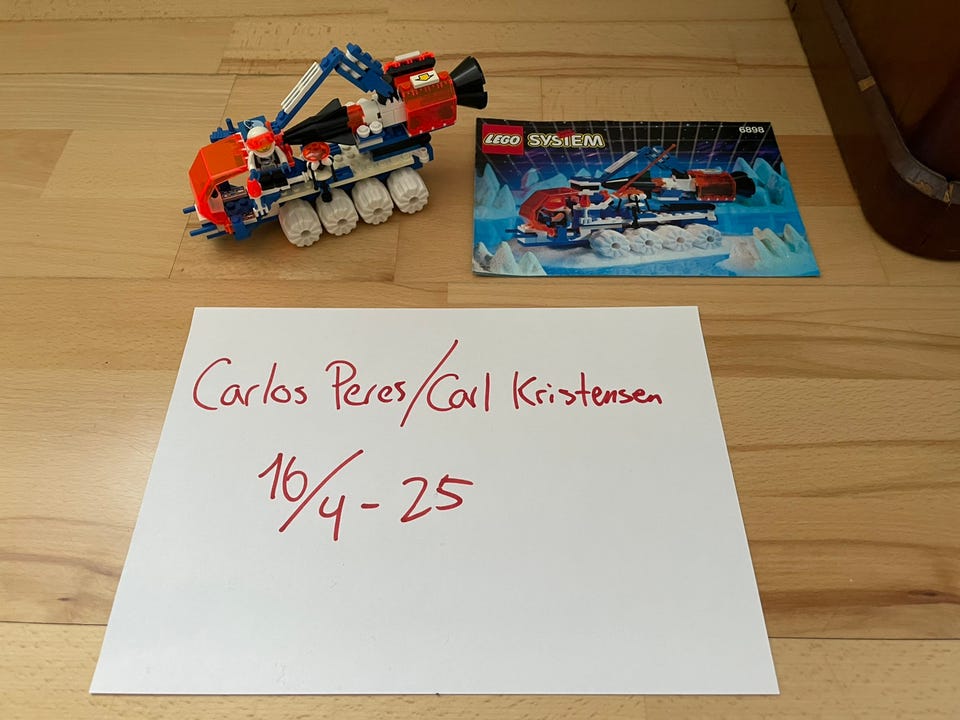 LEGO SYSTEM
6898
Carlos Peres/Carl Kristensen
16/4-25